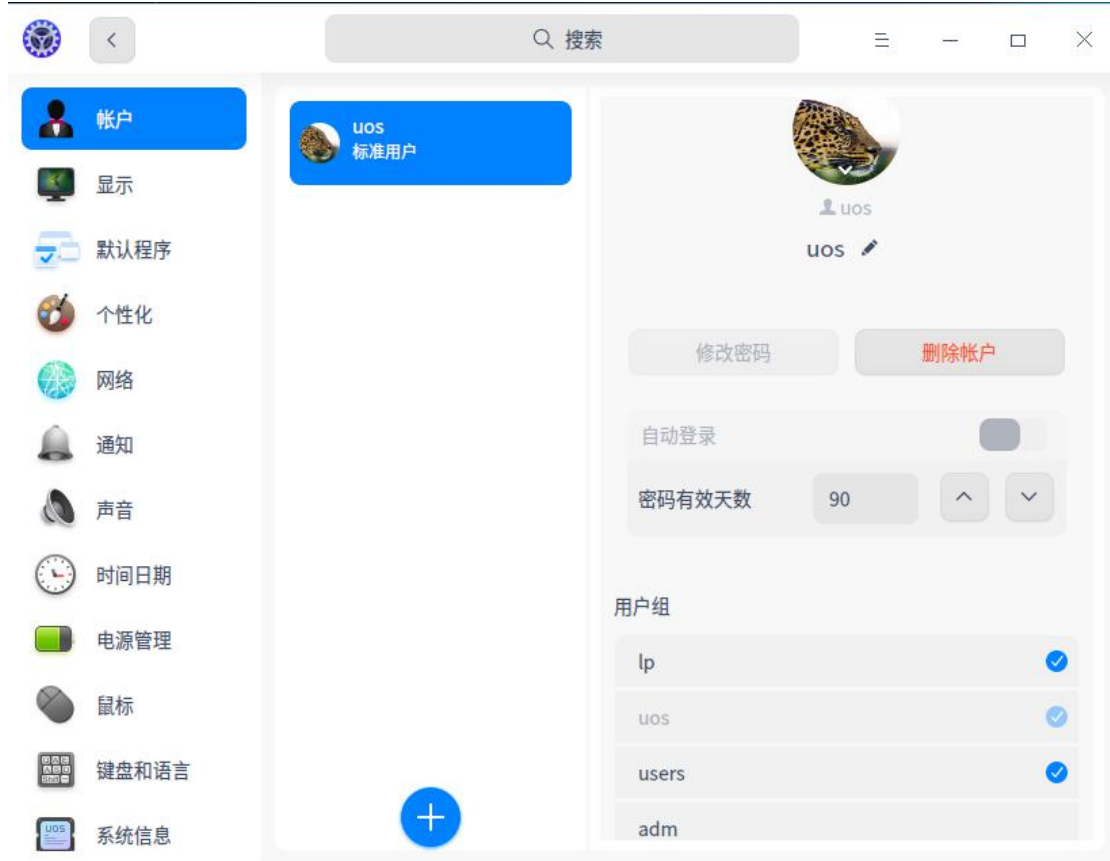 搜索
帐户
显示
默认程序
个性化
网络
通知
声音
时间日期
电源管理
鼠标
键盘和语言
系统信息
uos
标准用户
uos
uos
修改密码
删除帐户
自动登录
密码有效天数 90
用户组
lp
uos
users
adm